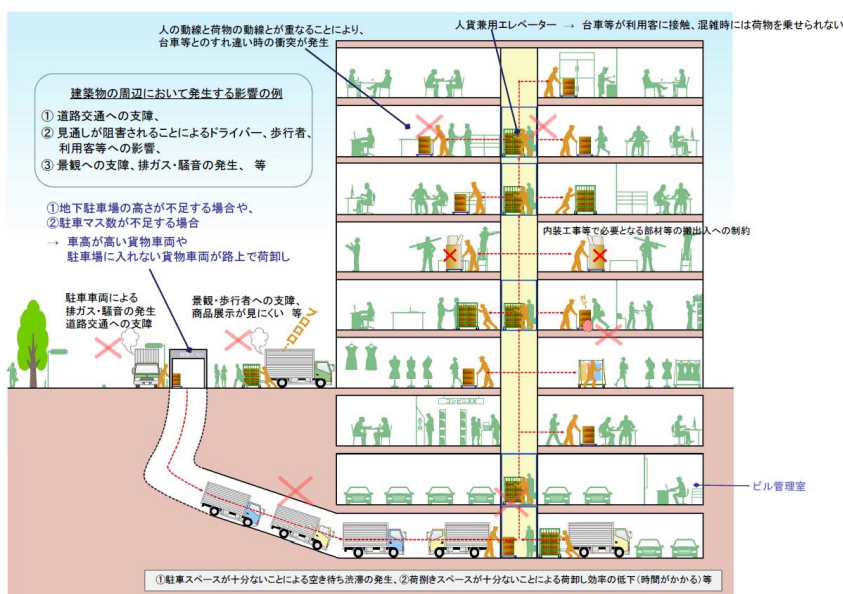 人の動線と荷物の動線とが重なることにより、
台車等とのすれ違い時の衝突が発生
人貨兼用エレベーター → 台車等が利用客に接触、混雑時には荷物を乗せられない
建築物の周辺において発生する影響の例
① 道路交通への支障、
② 見通しが阻害されることによるドライバー、歩行者、
利用客等への影響、
③ 景観への支障、排ガス・騒音の発生、 等
①地下駐車場の高さが不足する場合や、
②駐車マス数が不足する場合
→ 車高が高い貨物車両や
駐車場に入れない貨物車両が路上で荷卸し
内装工事等で必要となる部材等の搬出入への制約
駐車車両による
排ガス・騒音の発生
道路交通への支障
景観・歩行者への支障、
商品展示が見にくい 等
ブロロロ
コンビニエンス
ビル管理室
①駐車スペースが十分ないことによる空き待ち渋滞の発生、②荷捌きスペースが十分ないことによる荷卸し効率の低下(時間がかかる)等